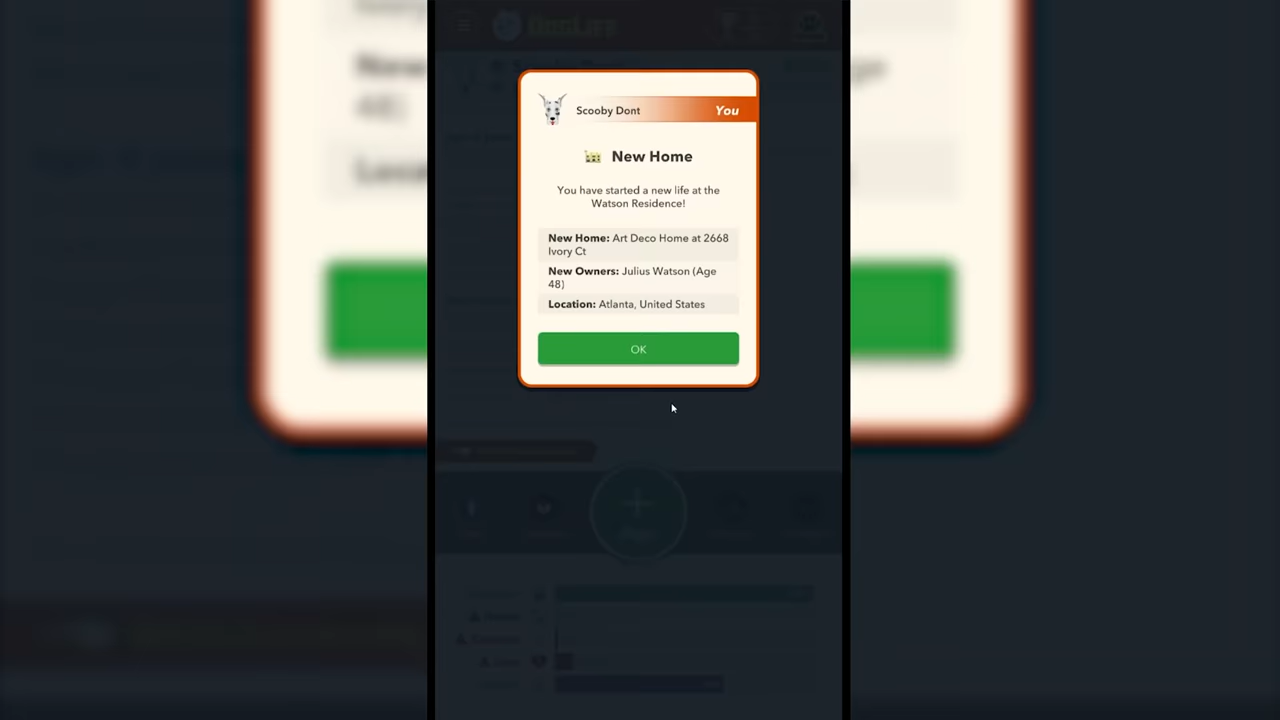 DogLife
Scooby Dont
You
New Home
You have started a new life at the
Watson Residence!
New Home: Art Deco Home at 2668
Ivory Ct
New Owners: Julius Watson (Age
48)
Location: Atlanta, United States
OK